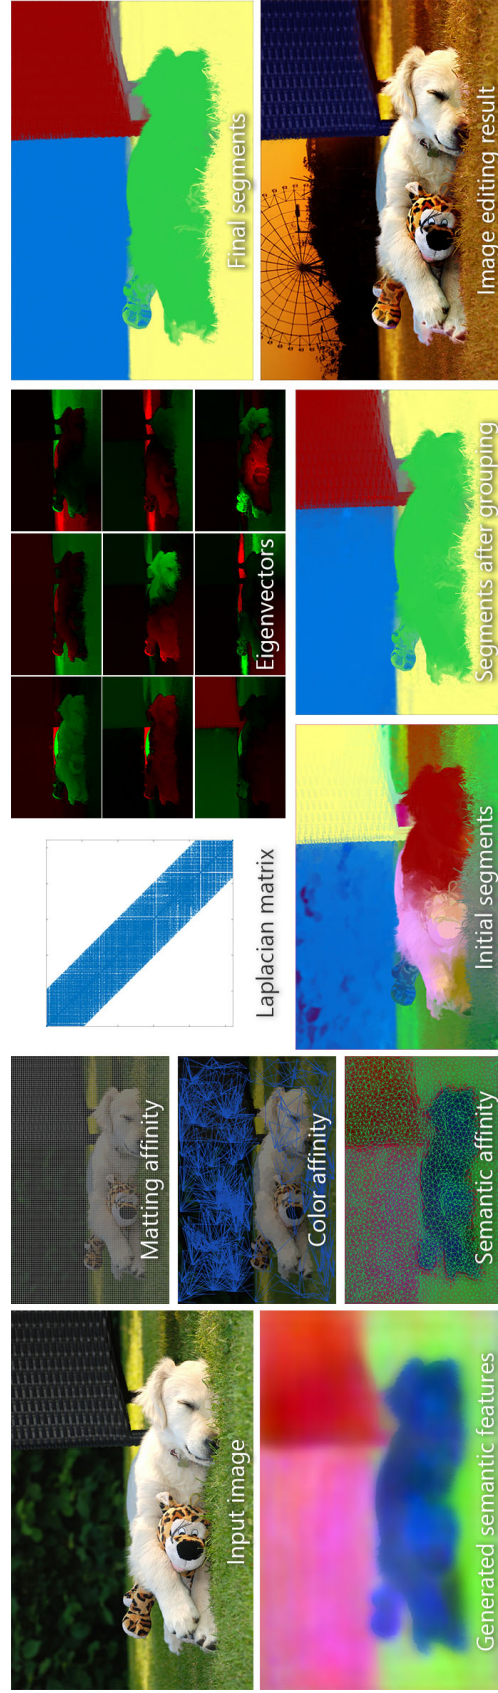 Input image
Generated semantic features
Matting affinity
Color affinity
Semantic affinity
Laplacian matrix
Eigenvectors
Initial segments
Segments after grouping
Final segments
Image editing result